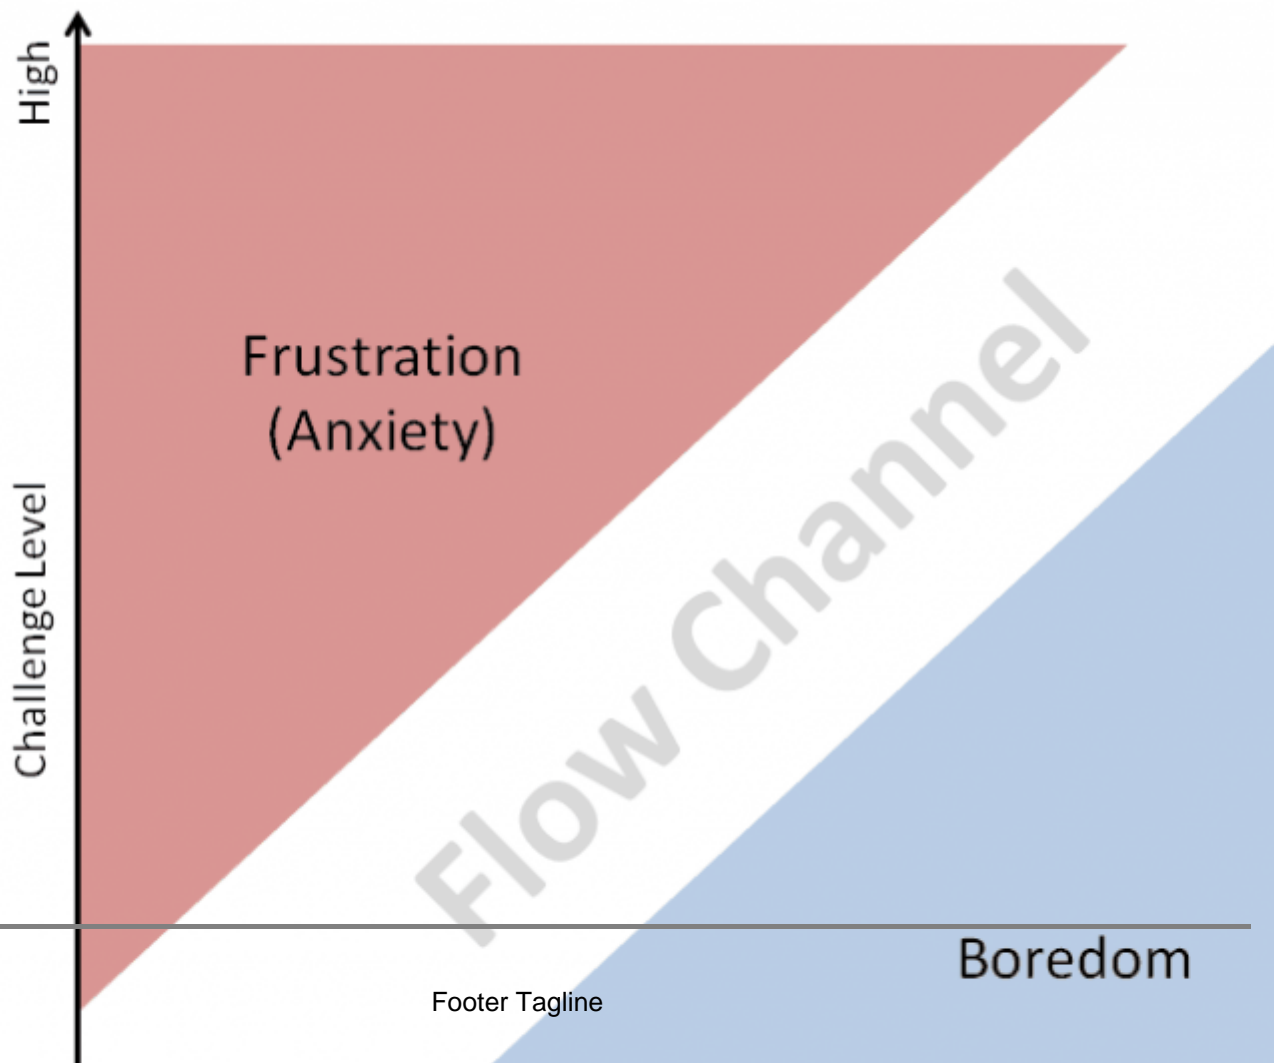 High
Frustration
(Anxiety)
Challenge Level
Flow Channel
Boredom
Footer Tagline